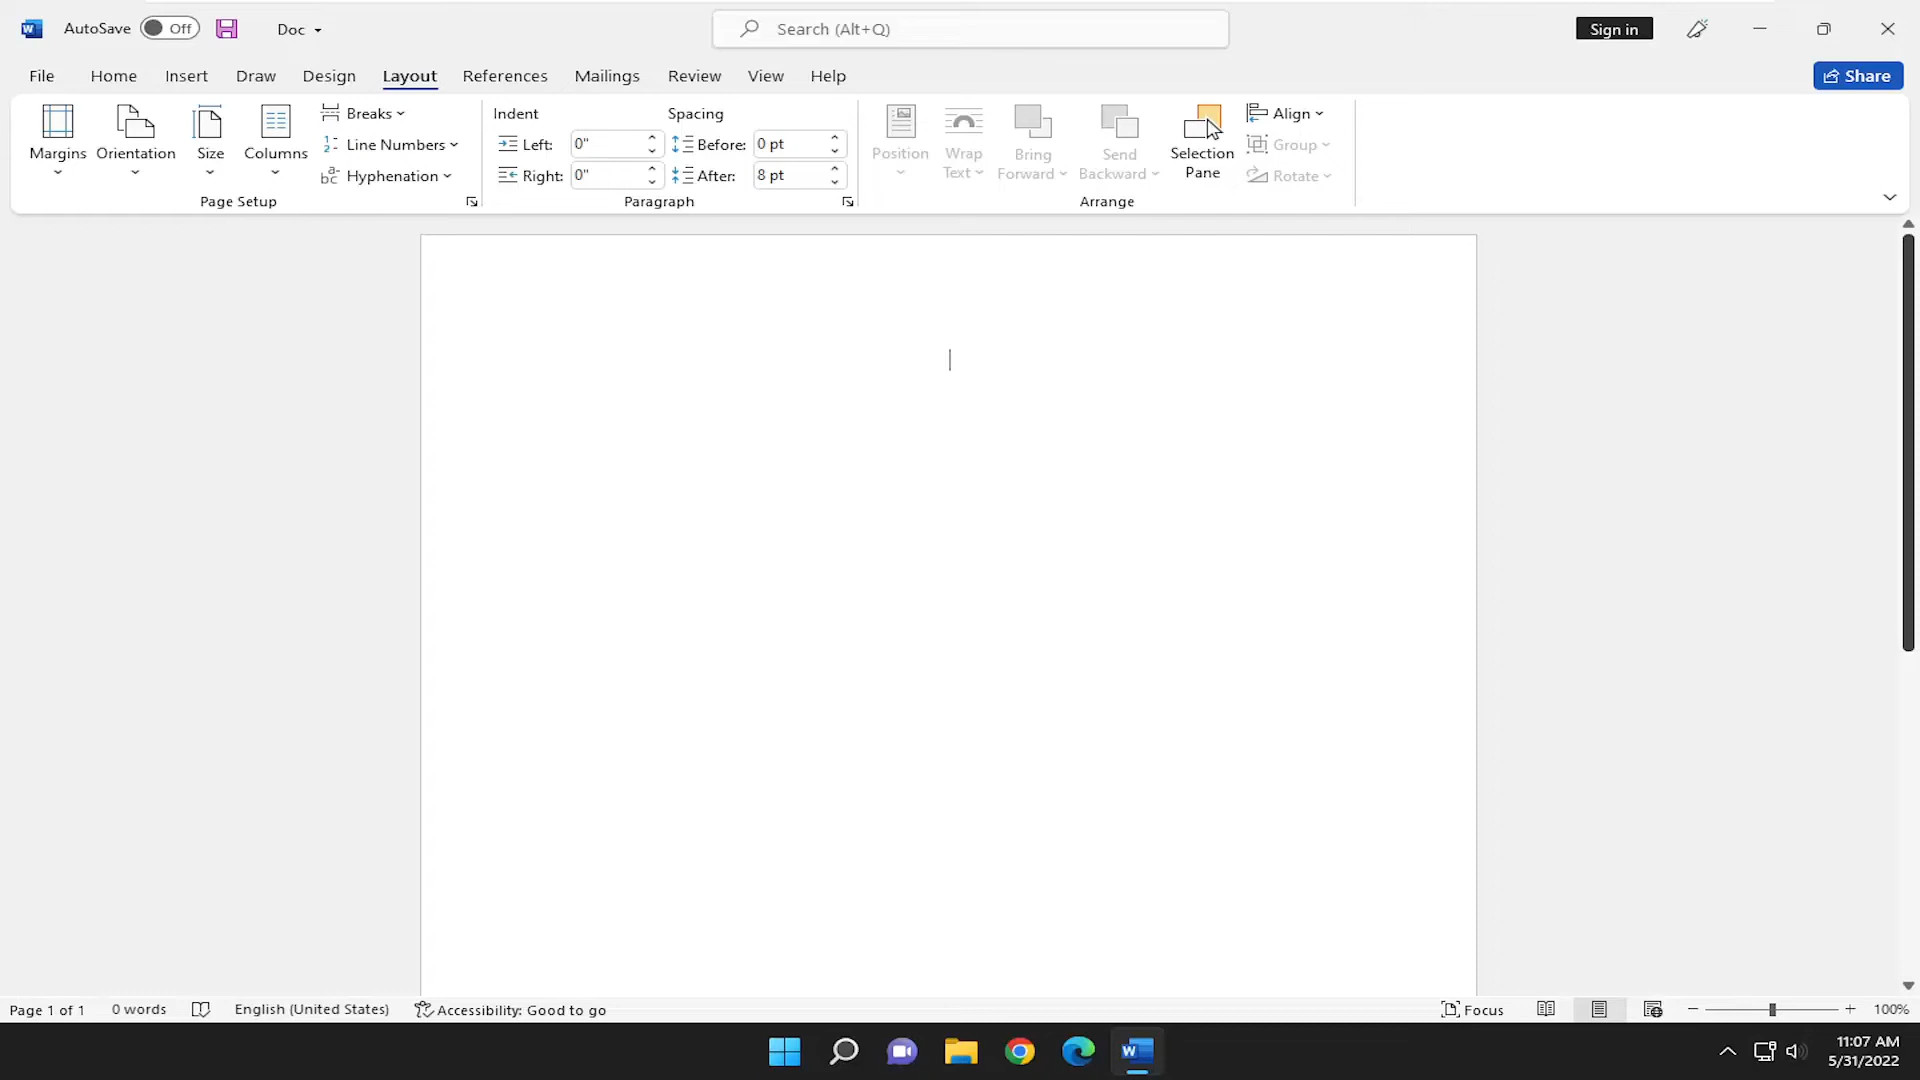 AutoSave Off Doc Search (Alt+Q) Sign in
File Home Insert Draw Design Layout References Mailings Review View Help Share
Margins Orientation Size Columns
Breaks
Line Numbers
Hyphenation
Page Setup
Indent Spacing
Left: 0" Before: 0 pt
Right: 0" After: 8 pt
Paragraph
Position
Wrap
Text
Bring
Forward
Send
Backward
Selection
Pane
Align
Group
Rotate
Arrange
Page 1 of 1 0 words English (United States) Accessibility: Good to go Focus 100%
11:07 AM
5/31/2022